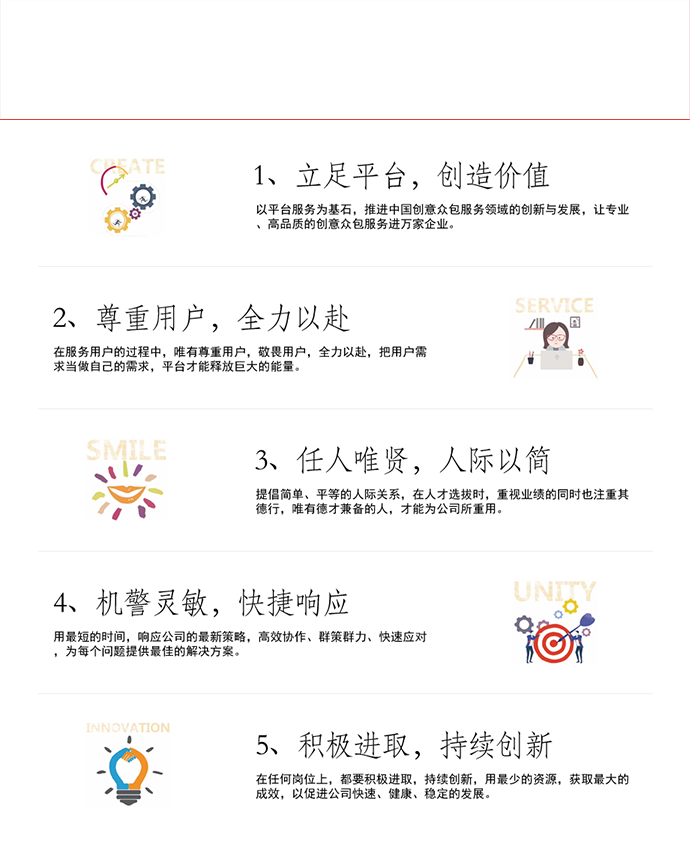 CREATE
1、立足平台，创造价值
以平台服务为基石，推进中国创意众包服务领域的创新与发展，让专业
、高品质的创意众包服务进万家企业。
2、尊重用户，全力以赴
在服务用户的过程中，唯有尊重用户，敬畏用户，全力以赴，把用户需
求当做自己的需求，平台才能释放巨大的能量。
SERVICE
SMILE
3、任人唯贤，人际以简
提倡简单、平等的人际关系，在人才选拔时，重视业绩的同时也注重其
德行，唯有德才兼备的人，才能为公司所重用。
4、机警灵敏，快捷响应
用最短的时间，响应公司的最新策略，高效协作、群策群力、快速应对
，为每个问题提供最佳的解决方案。
UNITY
INNOVATION
5、积极进取，持续创新
在任何岗位上，都要积极进取，持续创新，用最少的资源，获取最大的
成效，以促进公司快速、健康、稳定的发展。